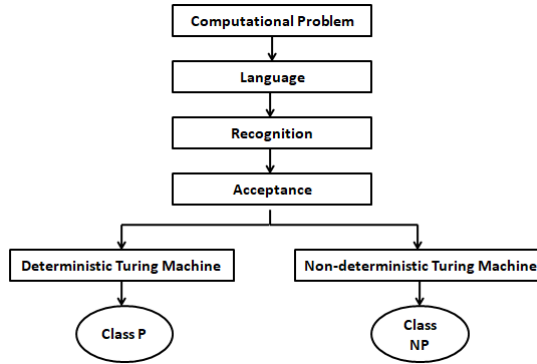 Computational Problem
Language
Recognition
Acceptance
Deterministic Turing Machine
Non-deterministic Turing Machine
Class P
Class
NP